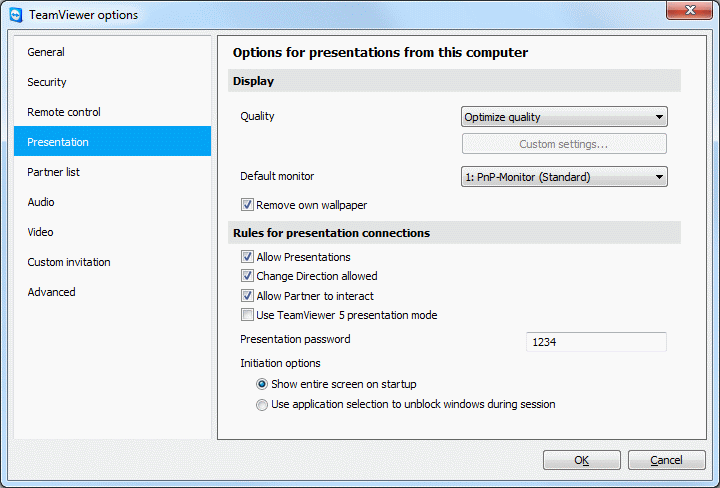 TeamViewer options
General
Security
Remote control
Presentation
Partner list
Audio
Video
Custom invitation
Advanced
Options for presentations from this computer
Display
Quality
Optimize quality
Custom settings...
Default monitor
1: PnP-Monitor (Standard)
Remove own wallpaper
Rules for presentation connections
Allow Presentations
Change Direction allowed
Allow Partner to interact
Use TeamViewer 5 presentation mode
Presentation password
1234
Initiation options
Show entire screen on startup
Use application selection to unblock windows during session
OK
Cancel